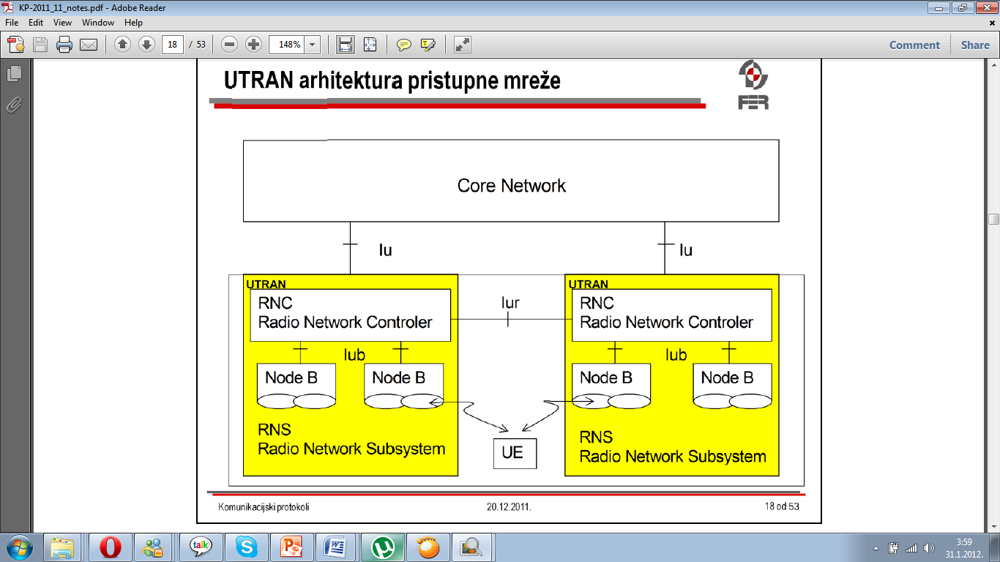 KP-2011_11_notes.pdf - Adobe Reader
File Edit View Window Help
18 / 53 148% Comment Share
UTRAN arhitektura pristupne mreže
FER
Core Network
Iu Iu
UTRAN UTRAN
RNC
Radio Network Controler
Iur
RNC
Radio Network Controler
Iub Iub
Node B Node B Node B Node B
RNS
Radio Network Subsystem
UE
RNS
Radio Network Subsystem
Komunikacijski protokoli 20.12.2011. 18 od 53
talk
3:59
31.1.2012.